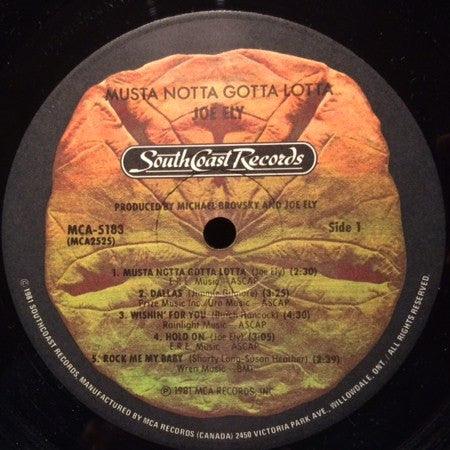 MUSTA NOTTA GOTTA LOTTA
JOE ELY
SouthCoast Records
PRODUCED BY MICHAEL BROVSKY AND JOE ELY
MCA-5183
(MCA2525)
Side 1
1. MUSTA NOTTA GOTTA LOTTA (Joe Ely) (2:30)
E.R.E. Music - ASCAP
2. DALLAS (Jimmie Gilmore) (3:25)
Prize Music Inc./Uro Music - ASCAP
3. WISHIN' FOR YOU (Butch Hancock) (4:30)
Rainlight Music - ASCAP
4. HOLD ON (Joe Ely) (3:05)
E.R.E. Music - ASCAP
5. ROCK ME MY BABY (Shorty Long-Susan Heather) (2:39)
Wren Music - BMI
Ⓟ 1981 MCA RECORDS, INC.
© 1981 SOUTHCOAST RECORDS. MANUFACTURED BY MCA RECORDS (CANADA) 2450 VICTORIA PARK AVE., WILLOWDALE, ONT. / ALL RIGHTS RESERVED.